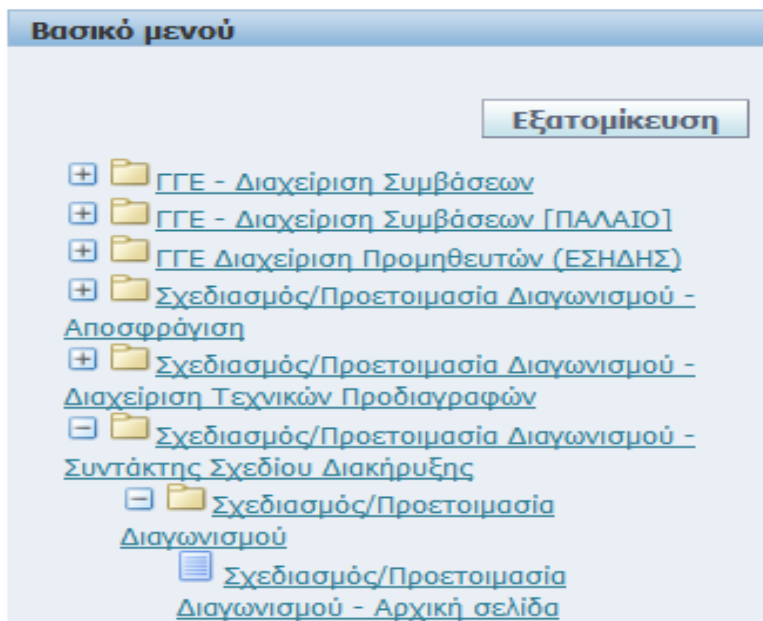 Βασικό μενού
Εξατομίκευση
ΓΓΕ - Διαχείριση Συμβάσεων
ΓΓΕ - Διαχείριση Συμβάσεων [ΠΑΛΑΙΟ]
ΓΓΕ Διαχείριση Προμηθευτών (ΕΣΗΔΗΣ)
Σχεδιασμός/Προετοιμασία Διαγωνισμού -
Αποσφράγιση
Σχεδιασμός/Προετοιμασία Διαγωνισμού -
Διαχείριση Τεχνικών Προδιαγραφών
Σχεδιασμός/Προετοιμασία Διαγωνισμού -
Συντάκτης Σχεδίου Διακήρυξης
Σχεδιασμός/Προετοιμασία
Διαγωνισμού
Σχεδιασμός/Προετοιμασία
Διαγωνισμού - Αρχική σελίδα